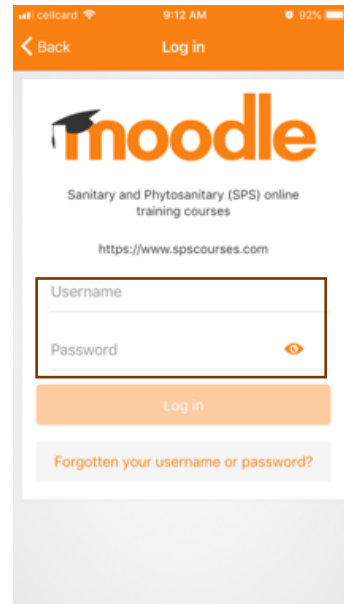 cellcard 9:12 AM 92%
Back Log in
moodle
Sanitary and Phytosanitary (SPS) online
training courses
https://www.spscourses.com
Username
Password
Log in
Forgotten your username or password?